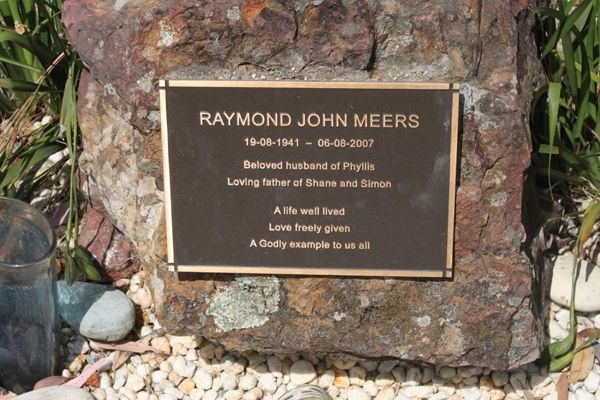 RAYMOND JOHN MEERS
19-08-1941 – 06-08-2007
Beloved husband of Phyllis
Loving father of Shane and Simon
A life well lived
Love freely given
A Godly example to us all